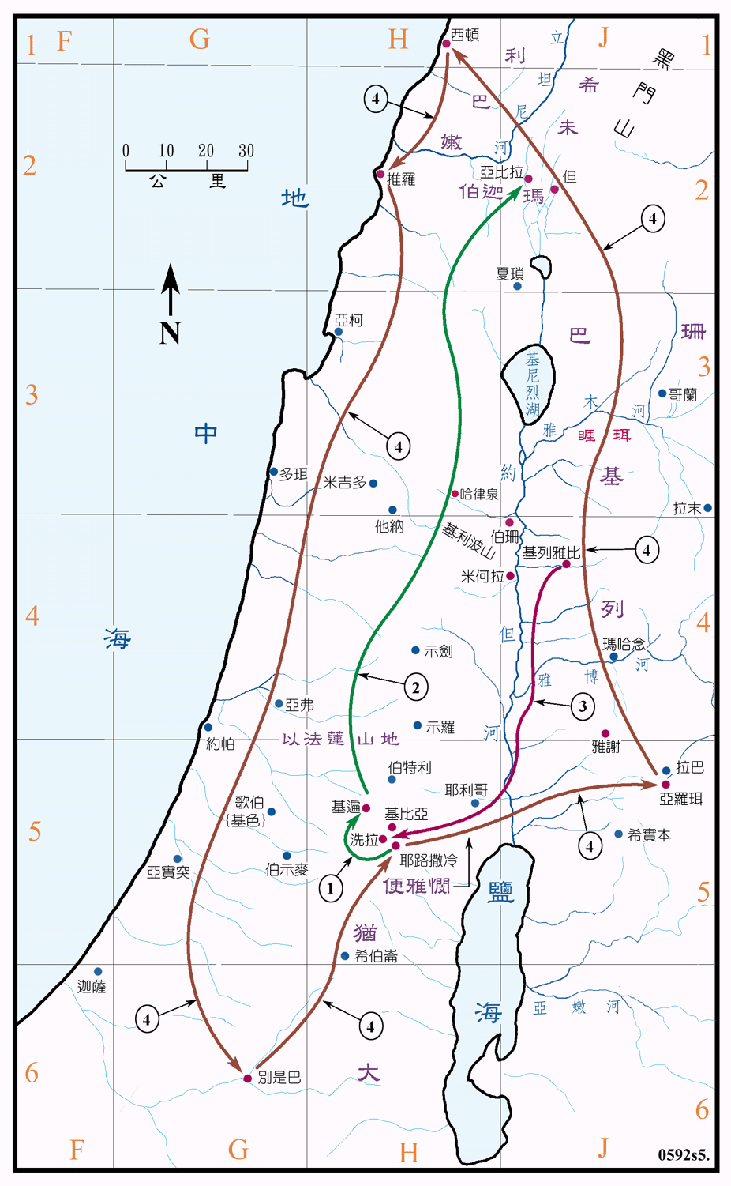 F G H J
1 西頓 利 立 1
巴 坦 希 黑
嫩 尼 未 門
④ 河 山
0 10 20 30
公 里
2 地 推羅 亞比拉 但 2
伯迦 瑪
④
夏瑣
N
亞柯 巴 珊
基尼烈湖
3 3
木 哥蘭
雅 河
中 ④ 睚珥
多珥 米吉多 約 基
哈律泉 拉末
他納
基利波山 伯珊
基列雅比 ④
米何拉
4 列 4
海 示劍 但 瑪哈念
雅 博 河
② ③
亞弗
約帕 示羅 河 雅謝
以法蓮山地
伯特利 拉巴
基遍 耶利哥 亞羅珥
歌伯
(基色) 基比亞
5 洗拉 ④ 希實本
亞實突 伯示麥 耶路撒冷
① 便雅憫 鹽 5
猶
希伯崙
迦薩
④ ④ 海 亞 嫩 河
6 別是巴 大
6
F G H J
0592s5.